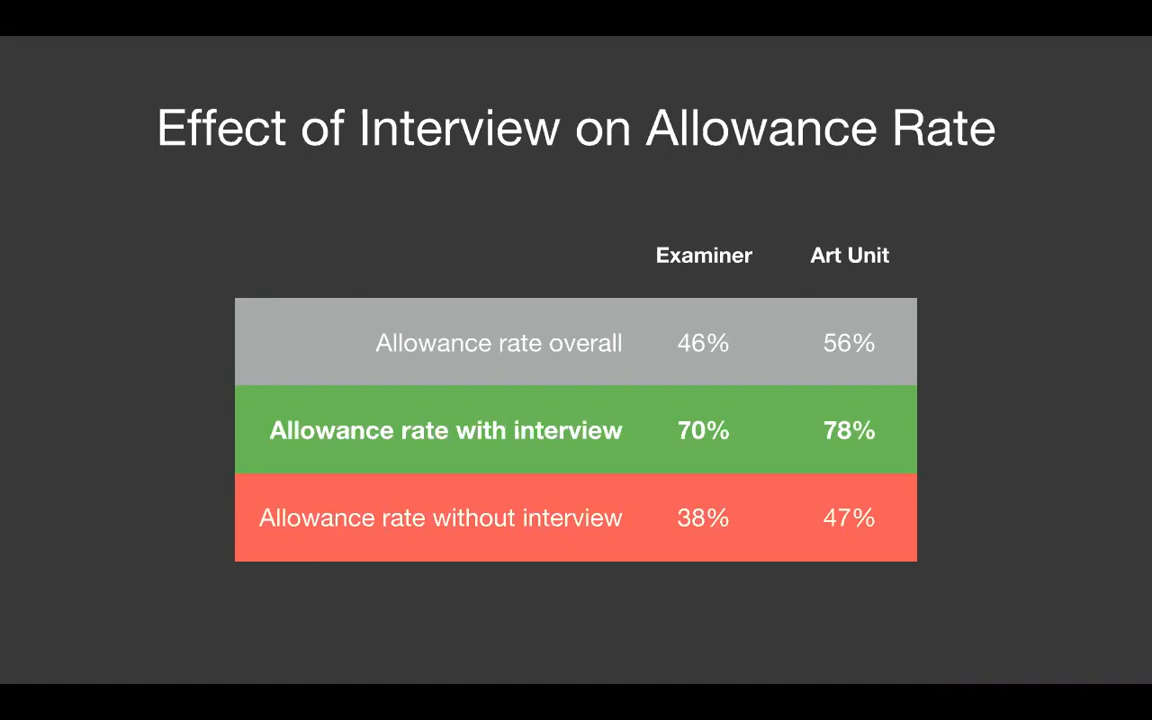 Effect of Interview on Allowance Rate
Examiner Art Unit
Allowance rate overall 46% 56%
Allowance rate with interview 70% 78%
Allowance rate without interview 38% 47%